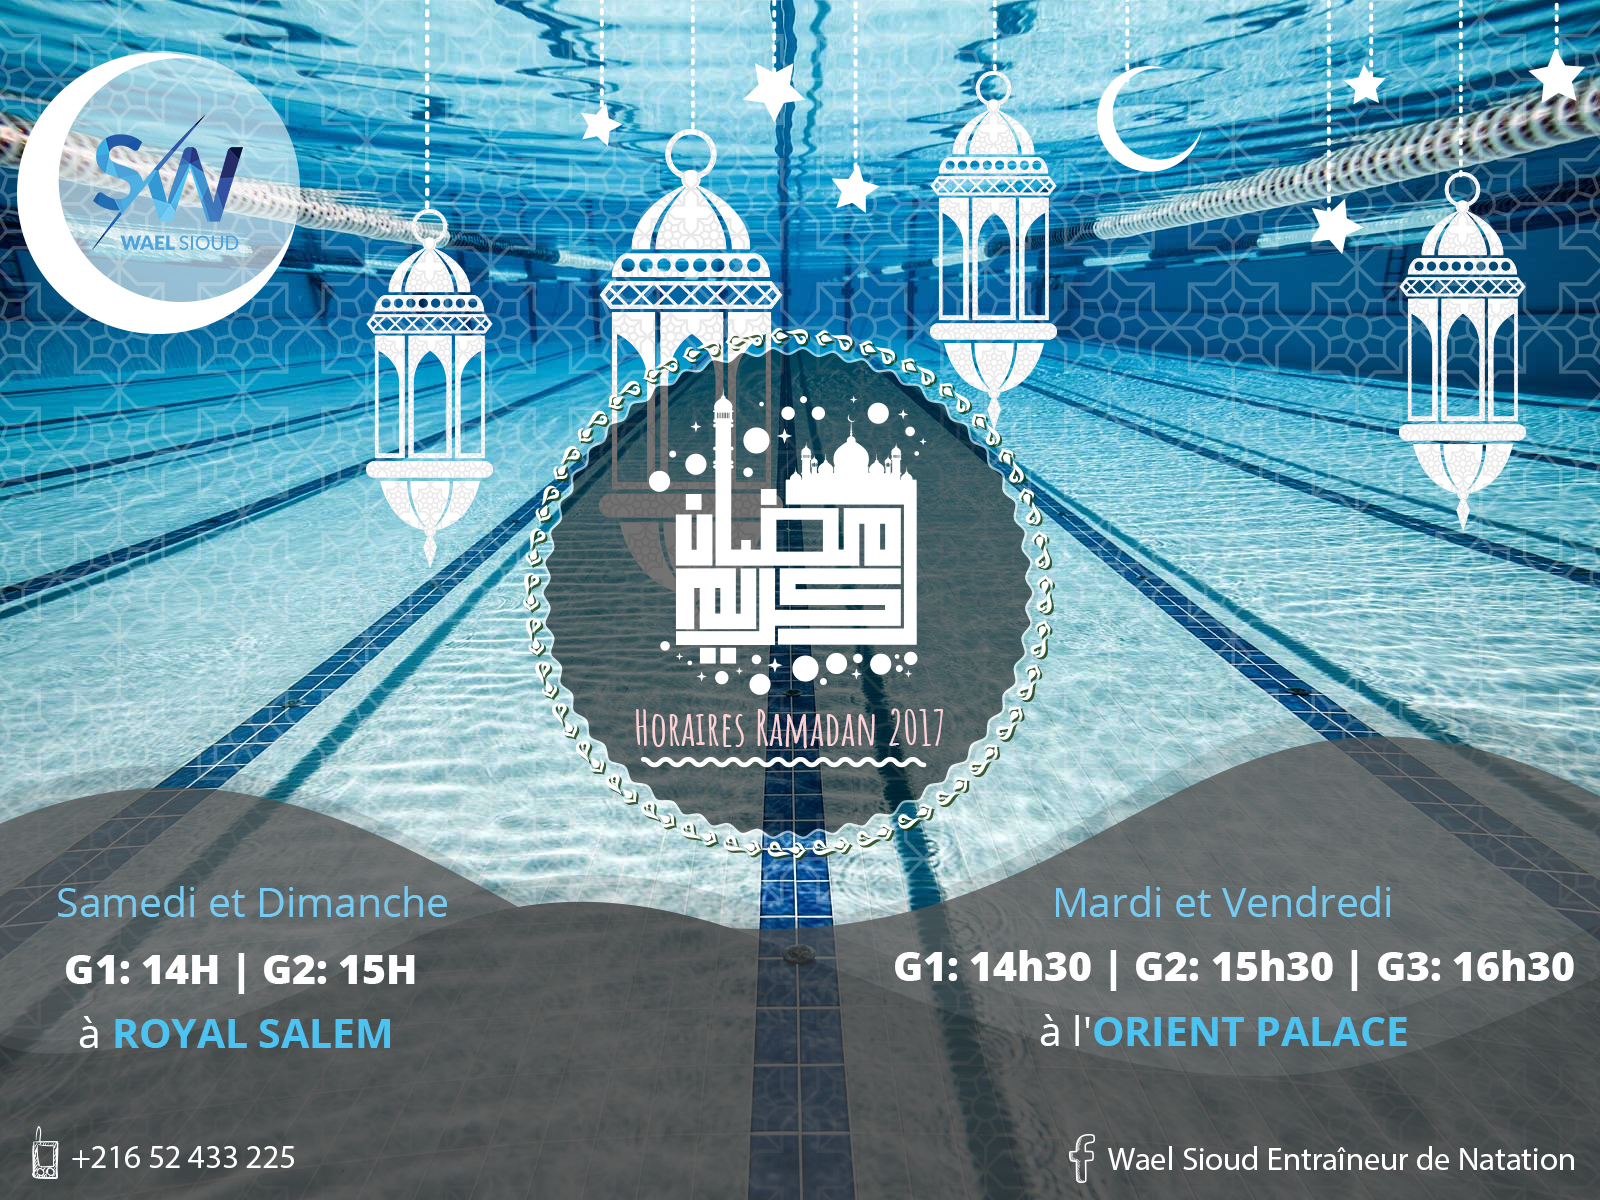 SW
WAEL SIOUD
رمضان
كريم
Horaires Ramadan 2017
Samedi et Dimanche
G1: 14H | G2: 15H
à ROYAL SALEM
Mardi et Vendredi
G1: 14h30 | G2: 15h30 | G3: 16h30
à l'ORIENT PALACE
+216 52 433 225
Wael Sioud Entraîneur de Natation